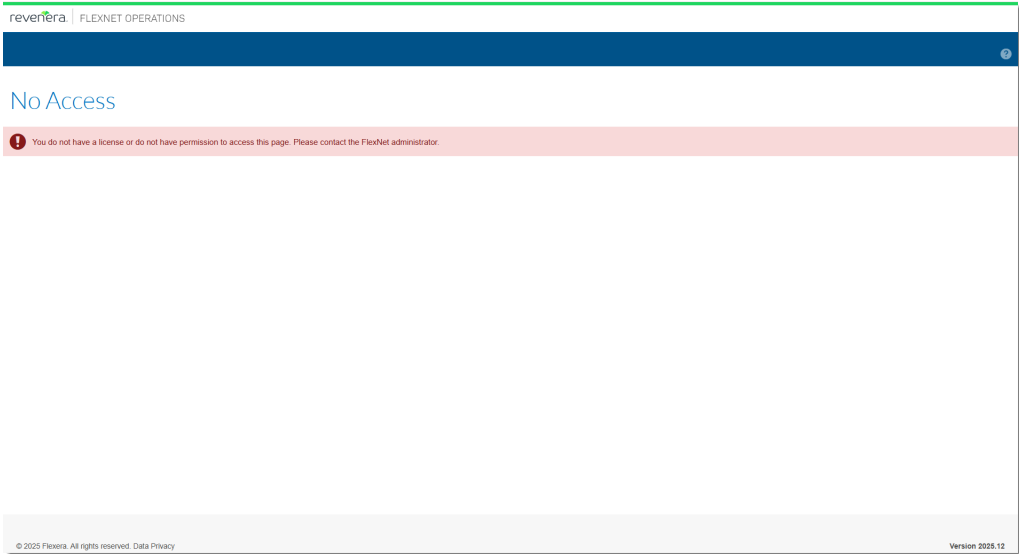 revenera. FLEXNET OPERATIONS
?
No Access
You do not have a license or do not have permission to access this page. Please contact the FlexNet administrator.
© 2025 Flexera. All rights reserved. Data Privacy
Version 2025.12